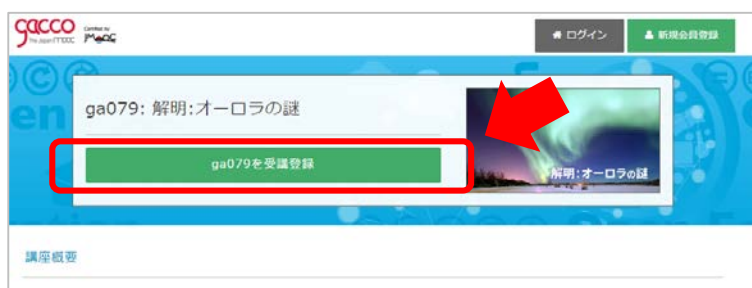 gacco
The Japan MOOC
Certified by
JMOOC
ログイン
新規会員登録
en
ga079: 解明:オーロラの謎
ga079を受講登録
解明:オーロラの謎
講座概要